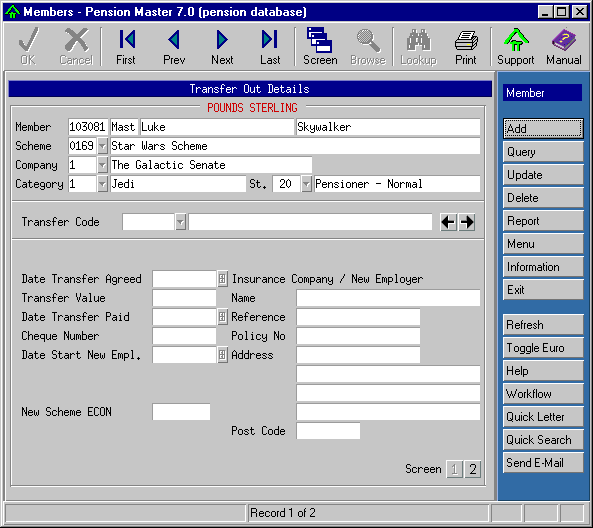 Members - Pension Master 7.0 (pension database)
OK Cancel First Prev Next Last Screen Browse Lookup Print Support Manual
Transfer Out Details
POUNDS STERLING
Member 103081 Mast Luke Skywalker
Scheme 0169 Star Wars Scheme
Company 1 The Galactic Senate
Category 1 Jedi St. 20 Pensioner - Normal
Transfer Code
Date Transfer Agreed Insurance Company / New Employer
Transfer Value Name
Date Transfer Paid Reference
Cheque Number Policy No
Date Start New Empl. Address
New Scheme ECON
Post Code
Screen 1 2
Member
Add
Query
Update
Delete
Report
Menu
Information
Exit
Refresh
Toggle Euro
Help
Workflow
Quick Letter
Quick Search
Send E-Mail
Record 1 of 2